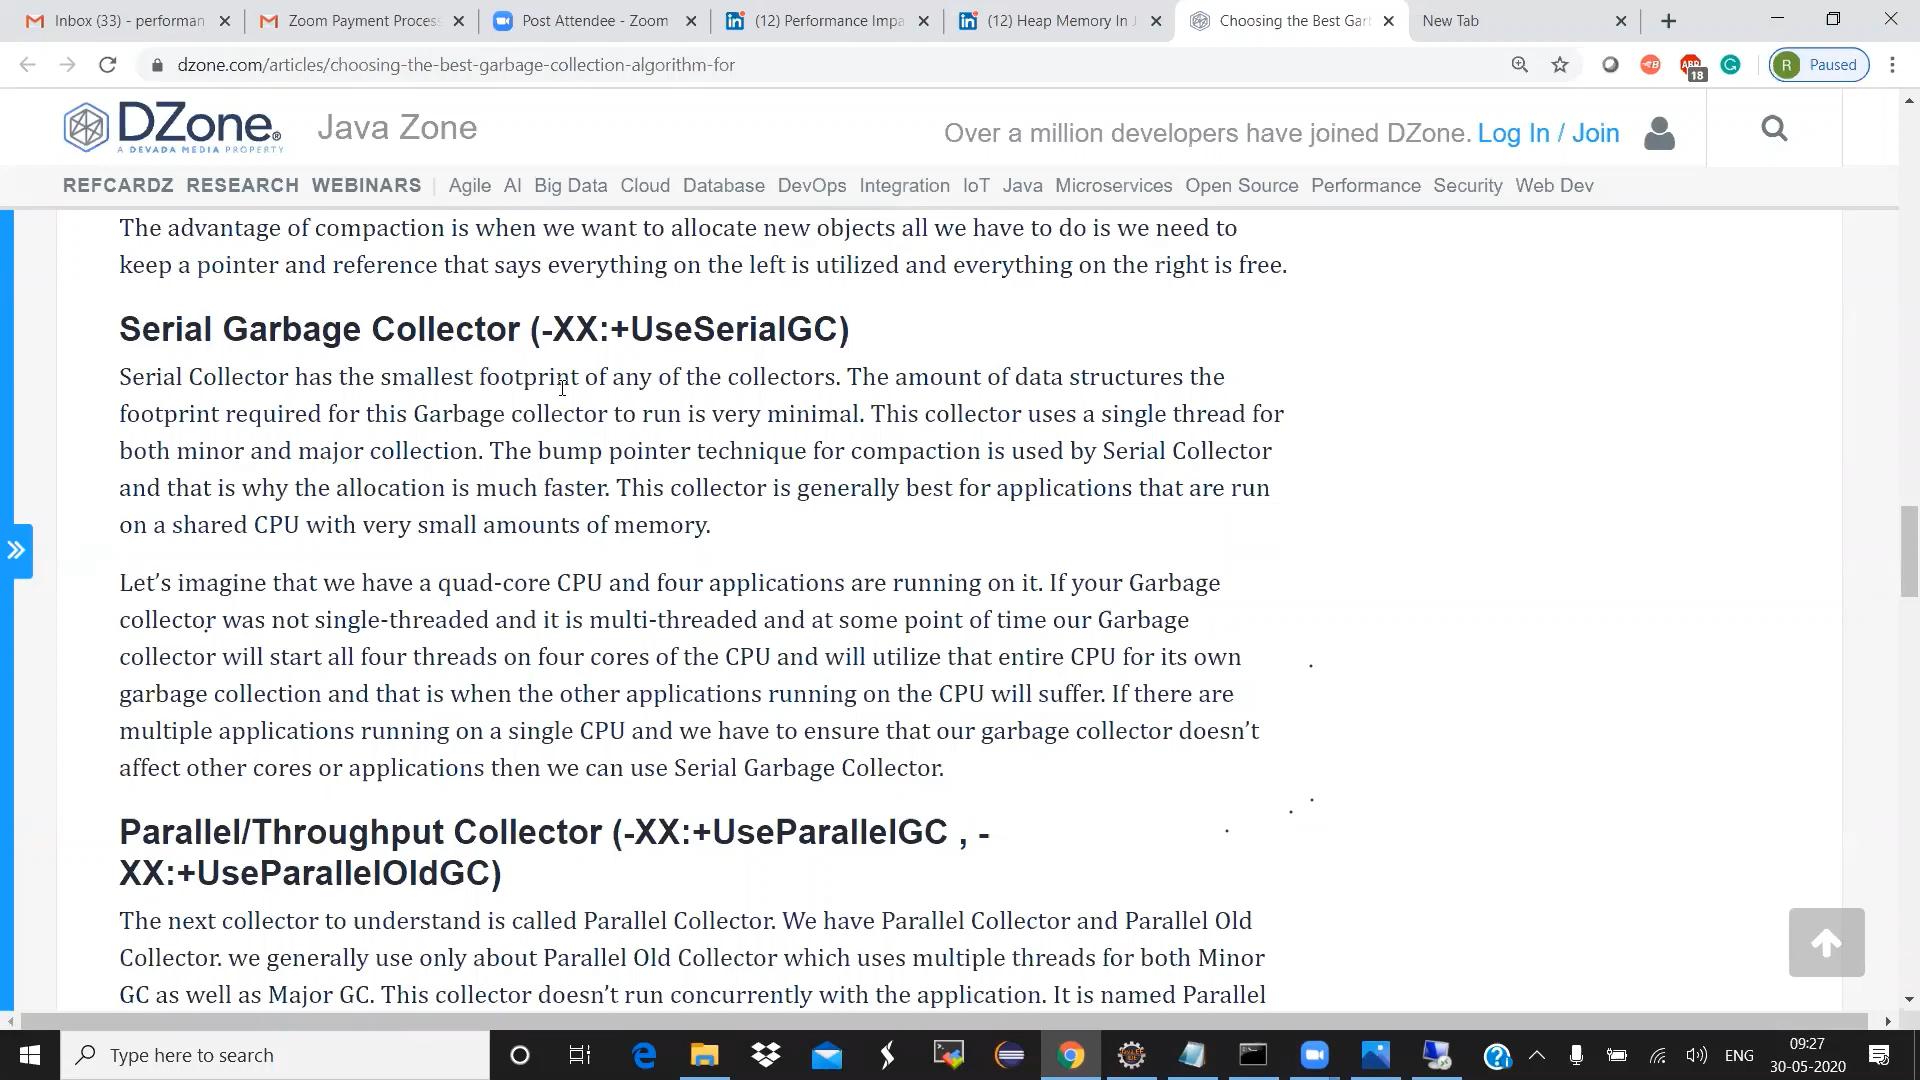 Inbox (33) - performan
Zoom Payment Process
Post Attendee - Zoom
(12) Performance Impa
(12) Heap Memory In J
Choosing the Best Gar
New Tab
dzone.com/articles/choosing-the-best-garbage-collection-algorithm-for
ABP
18
R
Paused
DZone®
A DEVADA MEDIA PROPERTY
Java Zone
Over a million developers have joined DZone. Log In / Join
REFCARDZ RESEARCH WEBINARS Agile AI Big Data Cloud Database DevOps Integration IoT Java Microservices Open Source Performance Security Web Dev
The advantage of compaction is when we want to allocate new objects all we have to do is we need to
keep a pointer and reference that says everything on the left is utilized and everything on the right is free.
Serial Garbage Collector (-XX:+UseSerialGC)
Serial Collector has the smallest footprint of any of the collectors. The amount of data structures the
footprint required for this Garbage collector to run is very minimal. This collector uses a single thread for
both minor and major collection. The bump pointer technique for compaction is used by Serial Collector
and that is why the allocation is much faster. This collector is generally best for applications that are run
on a shared CPU with very small amounts of memory.
Let’s imagine that we have a quad-core CPU and four applications are running on it. If your Garbage
collector was not single-threaded and it is multi-threaded and at some point of time our Garbage
collector will start all four threads on four cores of the CPU and will utilize that entire CPU for its own
garbage collection and that is when the other applications running on the CPU will suffer. If there are
multiple applications running on a single CPU and we have to ensure that our garbage collector doesn’t
affect other cores or applications then we can use Serial Garbage Collector.
Parallel/Throughput Collector (-XX:+UseParallelGC , -
XX:+UseParallelOldGC)
The next collector to understand is called Parallel Collector. We have Parallel Collector and Parallel Old
Collector. we generally use only about Parallel Old Collector which uses multiple threads for both Minor
GC as well as Major GC. This collector doesn’t run concurrently with the application. It is named Parallel
Type here to search
ENG
09:27
30-05-2020